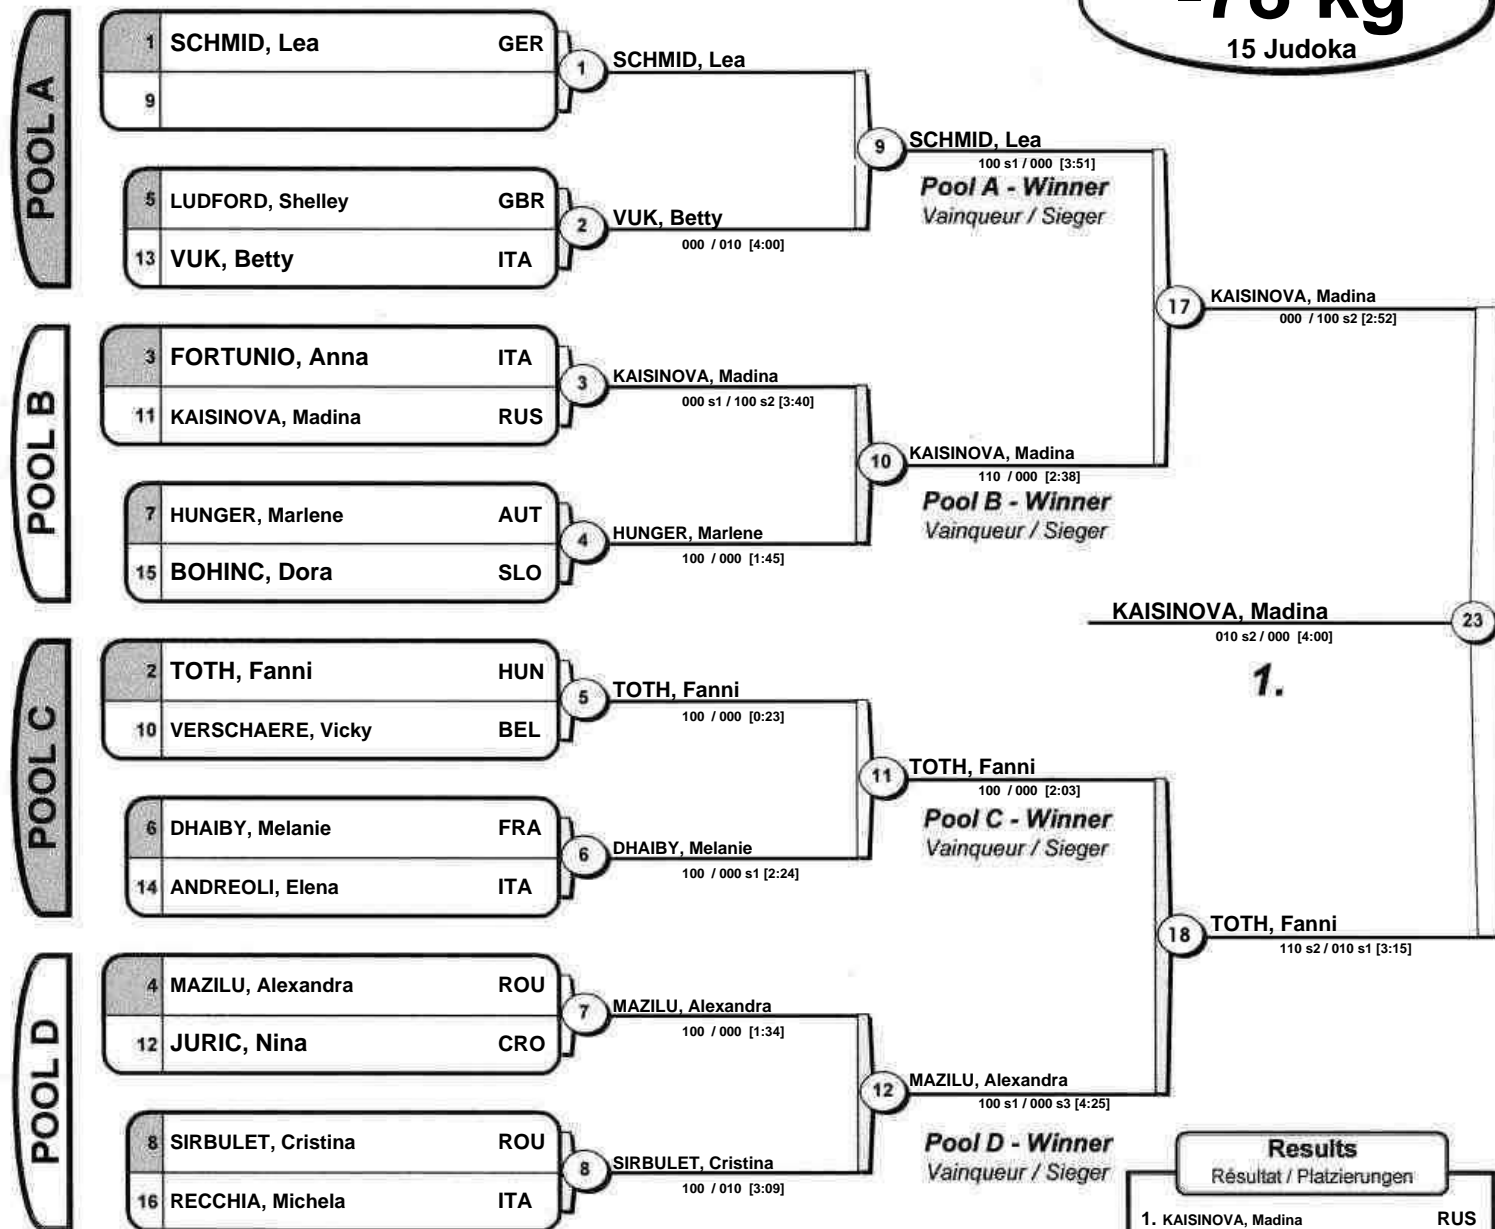 -78 kg
15 Judoka
POOL A
1 SCHMID, Lea GER
9
1 SCHMID, Lea
5 LUDFORD, Shelley GBR
13 VUK, Betty ITA
2 VUK, Betty
000 / 010 [4:00]
9 SCHMID, Lea
100 s1 / 000 [3:51]
Pool A - Winner
Vainqueur / Sieger
POOL B
3 FORTUNIO, Anna ITA
11 KAISINOVA, Madina RUS
3 KAISINOVA, Madina
000 s1 / 100 s2 [3:40]
7 HUNGER, Marlene AUT
15 BOHINC, Dora SLO
4 HUNGER, Marlene
100 / 000 [1:45]
10 KAISINOVA, Madina
110 / 000 [2:38]
Pool B - Winner
Vainqueur / Sieger
17 KAISINOVA, Madina
000 / 100 s2 [2:52]
KAISINOVA, Madina 23
010 s2 / 000 [4:00]
1.
POOL C
2 TOTH, Fanni HUN
10 VERSCHAERE, Vicky BEL
5 TOTH, Fanni
100 / 000 [0:23]
6 DHAIBY, Melanie FRA
14 ANDREOLI, Elena ITA
6 DHAIBY, Melanie
100 / 000 s1 [2:24]
11 TOTH, Fanni
100 / 000 [2:03]
Pool C - Winner
Vainqueur / Sieger
18 TOTH, Fanni
110 s2 / 010 s1 [3:15]
POOL D
4 MAZILU, Alexandra ROU
12 JURIC, Nina CRO
7 MAZILU, Alexandra
100 / 000 [1:34]
8 SIRBULET, Cristina ROU
16 RECCHIA, Michela ITA
8 SIRBULET, Cristina
100 / 010 [3:09]
12 MAZILU, Alexandra
100 s1 / 000 s3 [4:25]
Pool D - Winner
Vainqueur / Sieger
Results
Résultat / Platzierungen
1. KAISINOVA, Madina RUS